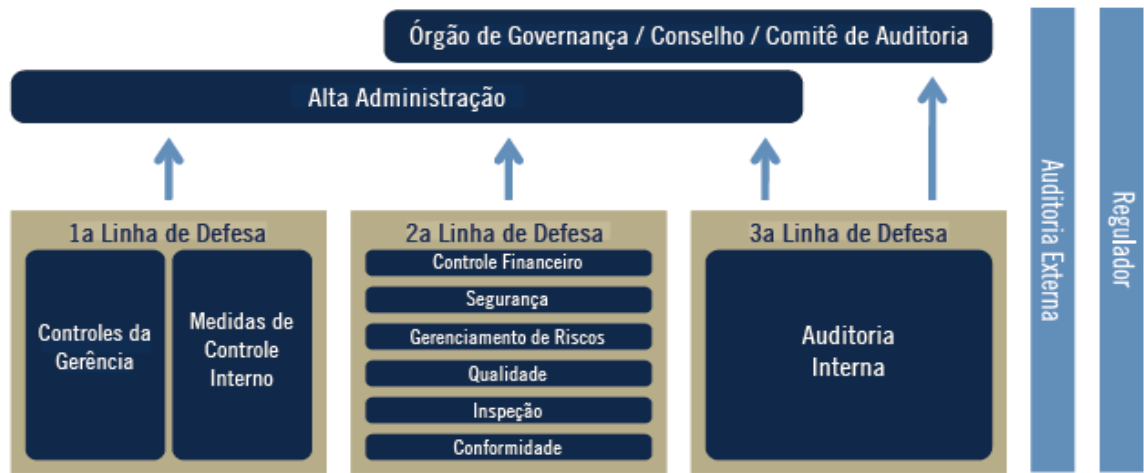 Órgão de Governança / Conselho / Comitê de Auditoria
Alta Administração
1a Linha de Defesa
Controles da
Gerência
Medidas de
Controle
Interno
2a Linha de Defesa
Controle Financeiro
Segurança
Gerenciamento de Riscos
Qualidade
Inspeção
Conformidade
3a Linha de Defesa
Auditoria
Interna
Auditoria Externa
Regulador